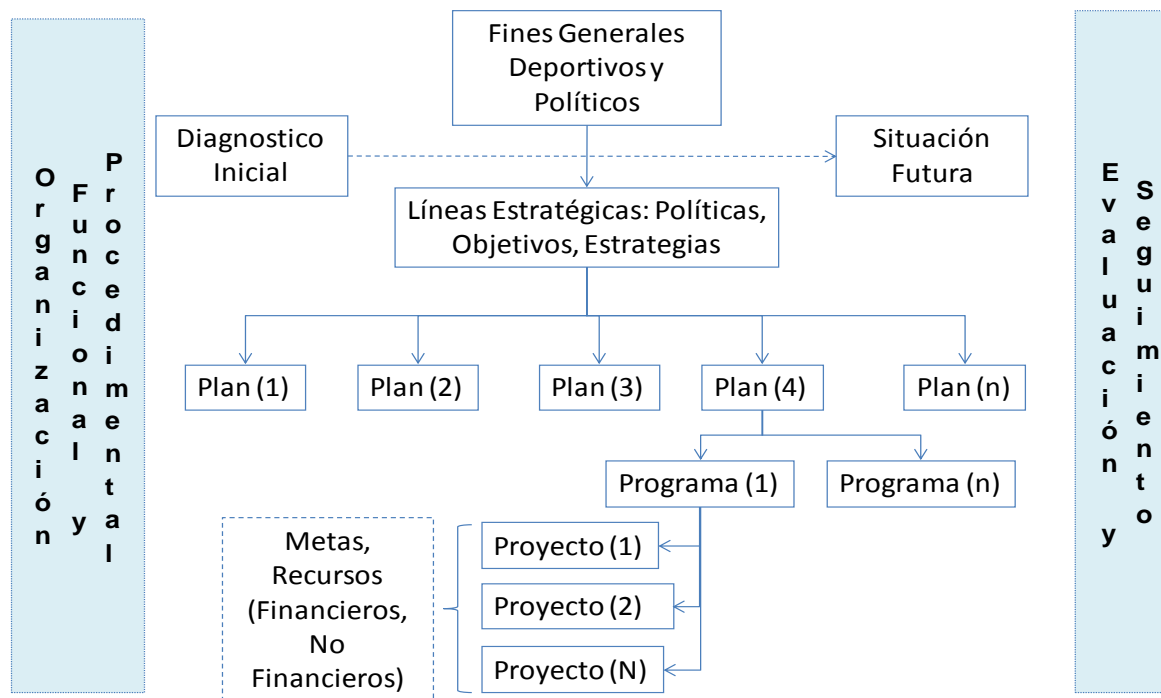 Fines Generales
Deportivos y
Políticos
Diagnostico
Inicial
Situación
Futura
Líneas Estratégicas: Políticas,
Objetivos, Estrategias
Plan (1)
Plan (2)
Plan (3)
Plan (4)
Plan (n)
Programa (1)
Programa (n)
Proyecto (1)
Proyecto (2)
Proyecto (N)
Metas,
Recursos
(Financieros,
No
Financieros)
Organización
Funcional y
Procedimental
Evaluación y
Seguimiento